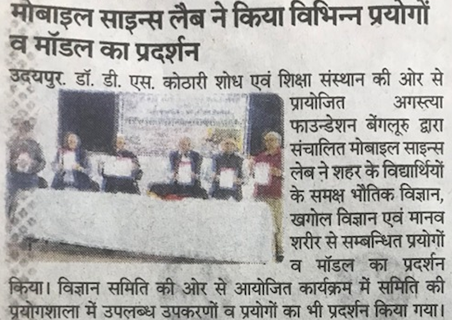 मोबाइल साइन्स लैब ने किया विभिन्न प्रयोगों
व मॉडल का प्रदर्शन
उदयपुर. डॉ. डी. एस. कोठारी शोध एवं शिक्षा संस्थान की ओर से
प्रायोजित अगस्त्या
फाउन्डेशन बेंगलूरु द्वारा
संचालित मोबाइल साइन्स
लेब ने शहर के विद्यार्थियों
के समक्ष भौतिक विज्ञान,
खगोल विज्ञान एवं मानव
शरीर से सम्बन्धित प्रयोगों
व मॉडल का प्रदर्शन
किया। विज्ञान समिति की ओर से आयोजित कार्यक्रम में समिति की
प्रयोगशाला में उपलब्ध उपकरणों व प्रयोगों का भी प्रदर्शन किया गया।